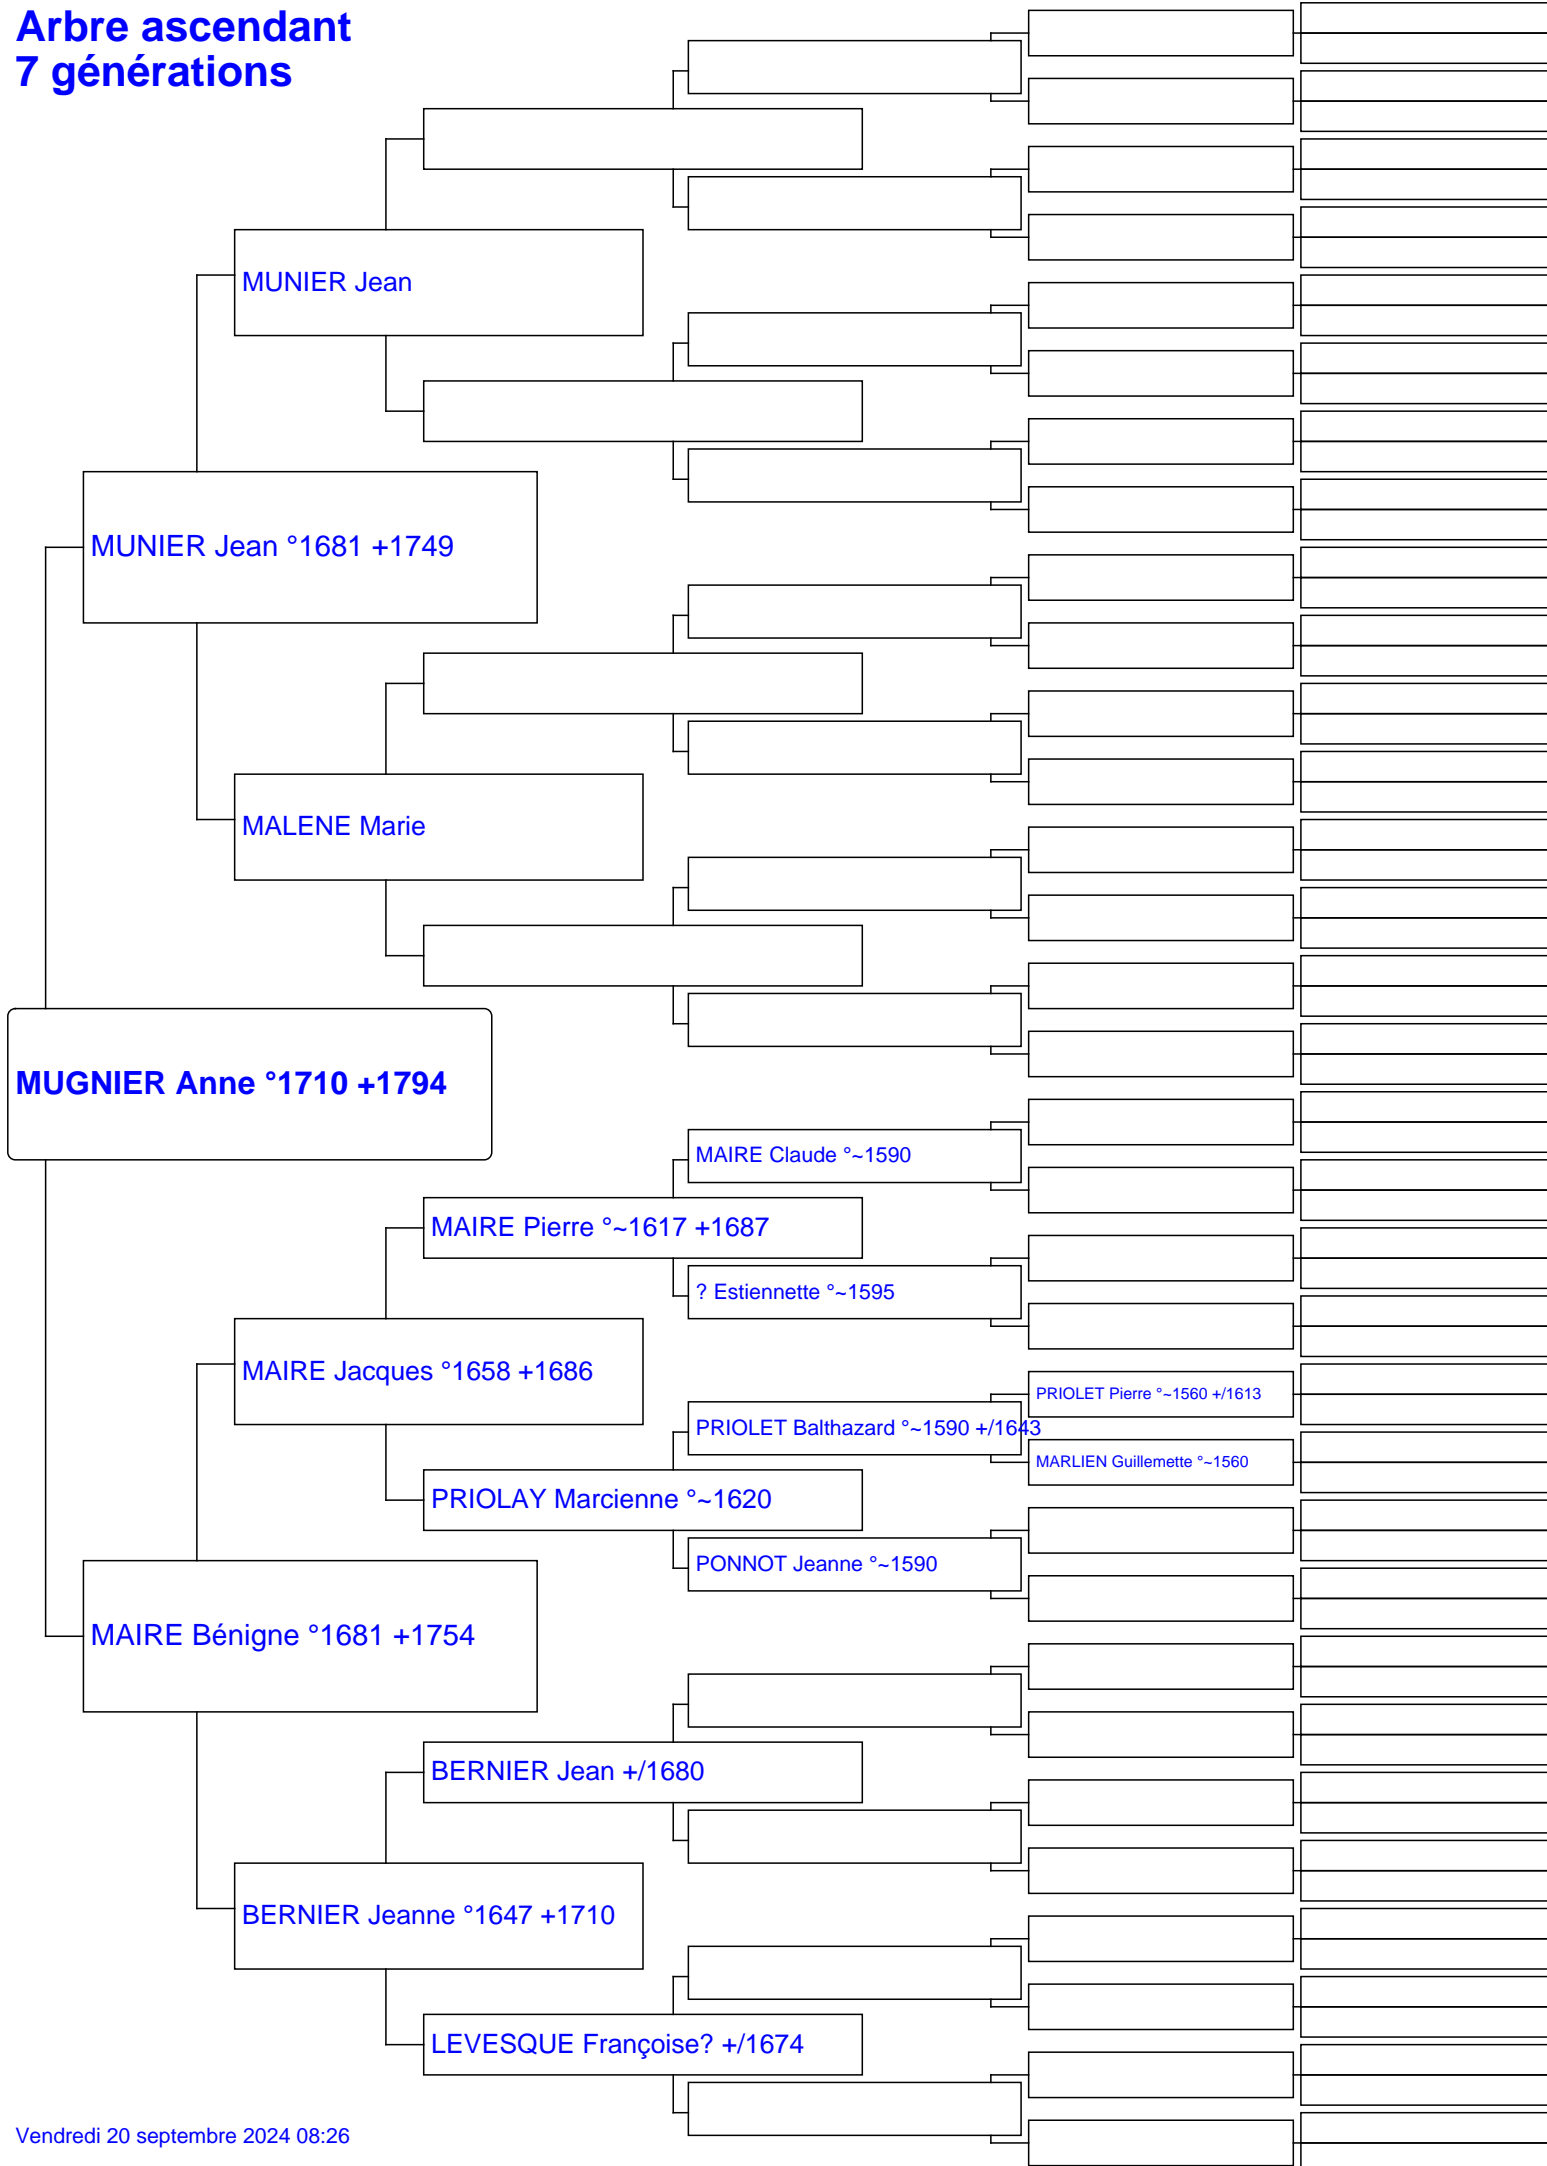 Arbre ascendant
7 générations
MUNIER Jean
MUNIER Jean °1681 +1749
MALENE Marie
MUGNIER Anne °1710 +1794
MAIRE Claude °~1590
MAIRE Pierre °~1617 +1687
? Estiennette °~1595
MAIRE Jacques °1658 +1686
PRIOLET Pierre °~1560 +/1613
PRIOLET Balthazard °~1590 +/1643
MARLIEN Guillemette °~1560
PRIOLAY Marcienne °~1620
PONNOT Jeanne °~1590
MAIRE Bénigne °1681 +1754
BERNIER Jean +/1680
BERNIER Jeanne °1647 +1710
LEVESQUE Françoise? +/1674
Vendredi 20 septembre 2024 08:26